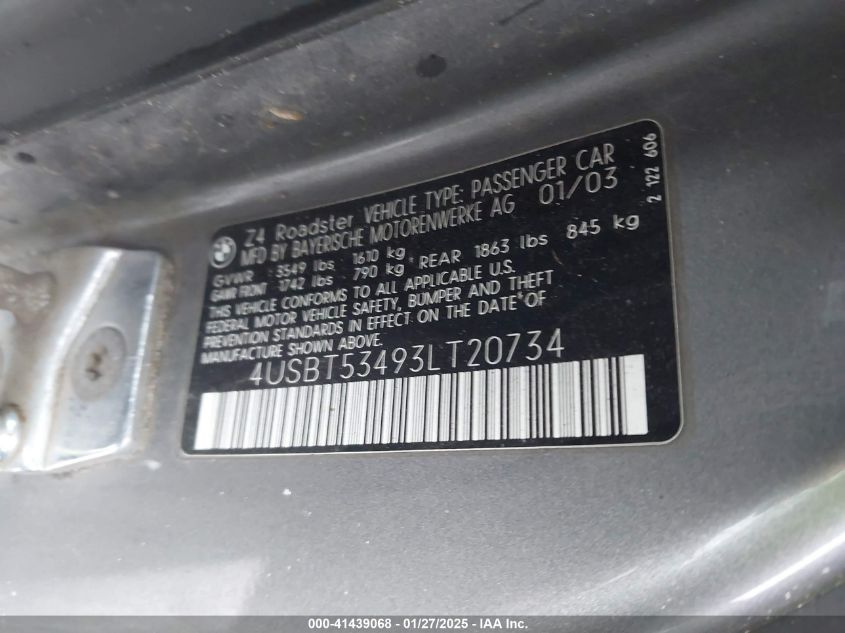 Z4 Roadster VEHICLE TYPE: PASSENGER CAR
MFD BY BAYERISCHE MOTORENWERKE AG 01/03
GVWR : 3549 lbs 1610 kg
GAWR FRONT 1742 lbs 790 kg * REAR 1863 lbs 845 kg
THIS VEHICLE CONFORMS TO ALL APPLICABLE U.S.
FEDERAL MOTOR VEHICLE SAFETY, BUMPER AND THEFT
PREVENTION STANDARDS IN EFFECT ON THE DATE OF
MANUFACTURE SHOWN ABOVE
4USBT53493LT20734
2 122 606
BMW
000-41439068 - 01/27/2025 - IAA Inc.